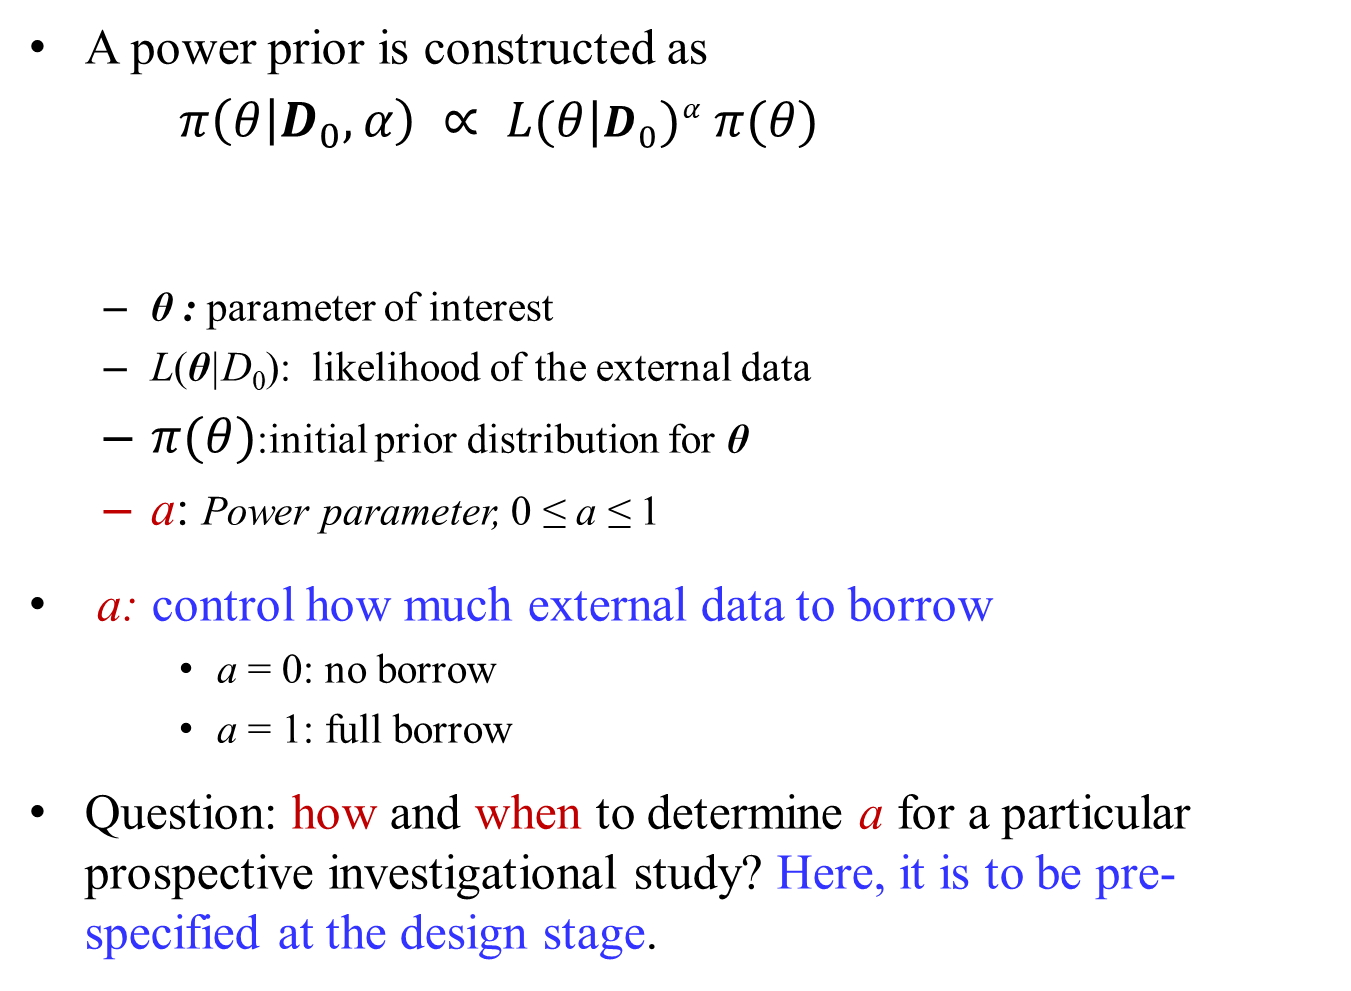 • A power prior is constructed as
π(θ|D₀, α) ∝ L(θ|D₀)^α π(θ)
– θ : parameter of interest
– L(θ|D₀): likelihood of the external data
– π(θ):initial prior distribution for θ
– a: Power parameter, 0 ≤ a ≤ 1
• a: control how much external data to borrow
• a = 0: no borrow
• a = 1: full borrow
• Question: how and when to determine a for a particular
prospective investigational study? Here, it is to be pre-
specified at the design stage.